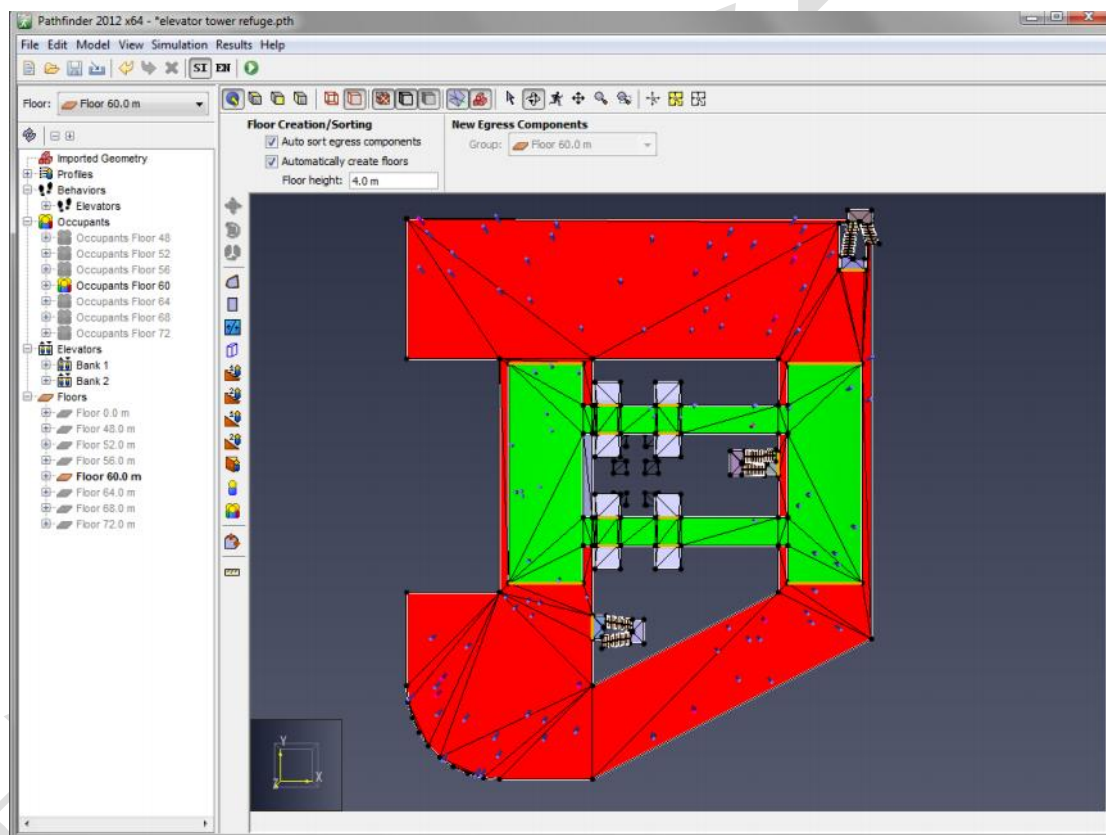 Pathfinder 2012 x64 - *elevator tower refuge.pth
File Edit Model View Simulation Results Help
SI EN
Floor: Floor 60.0 m
Floor Creation/Sorting
Auto sort egress components
Automatically create floors
Floor height: 4.0 m
New Egress Components
Group: Floor 60.0 m
Imported Geometry
Profiles
Behaviors
Elevators
Occupants
Occupants Floor 48
Occupants Floor 52
Occupants Floor 56
Occupants Floor 60
Occupants Floor 64
Occupants Floor 68
Occupants Floor 72
Elevators
Bank 1
Bank 2
Floors
Floor 0.0 m
Floor 48.0 m
Floor 52.0 m
Floor 56.0 m
Floor 60.0 m
Floor 64.0 m
Floor 68.0 m
Floor 72.0 m
Y
Z X